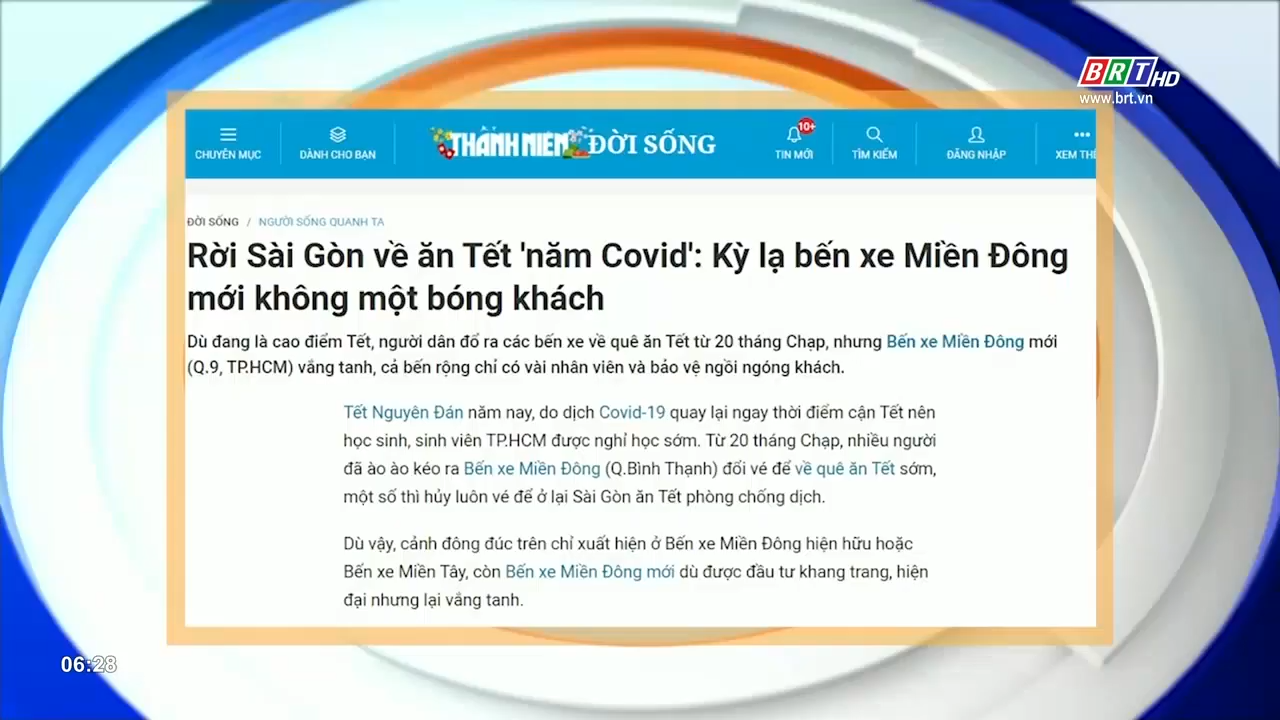 BRT HD
www.brt.vn
CHUYÊN MỤC
DÀNH CHO BẠN
THANH NIÊN ĐỜI SỐNG
10+
TIN MỚI
TÌM KIẾM
ĐĂNG NHẬP
XEM THÊ
ĐỜI SỐNG / NGƯỜI SỐNG QUANH TA
Rời Sài Gòn về ăn Tết 'năm Covid': Kỳ lạ bến xe Miền Đông
mới không một bóng khách
Dù đang là cao điểm Tết, người dân đổ ra các bến xe về quê ăn Tết từ 20 tháng Chạp, nhưng Bến xe Miền Đông mới
(Q.9, TP.HCM) vắng tanh, cả bến rộng chỉ có vài nhân viên và bảo vệ ngồi ngóng khách.
Tết Nguyên Đán năm nay, do dịch Covid-19 quay lại ngay thời điểm cận Tết nên
học sinh, sinh viên TP.HCM được nghỉ học sớm. Từ 20 tháng Chạp, nhiều người
đã ào ào kéo ra Bến xe Miền Đông (Q.Bình Thạnh) đổi vé để về quê ăn Tết sớm,
một số thì hủy luôn vé để ở lại Sài Gòn ăn Tết phòng chống dịch.
Dù vậy, cảnh đông đúc trên chỉ xuất hiện ở Bến xe Miền Đông hiện hữu hoặc
Bến xe Miền Tây, còn Bến xe Miền Đông mới dù được đầu tư khang trang, hiện
đại nhưng lại vắng tanh.
06:28